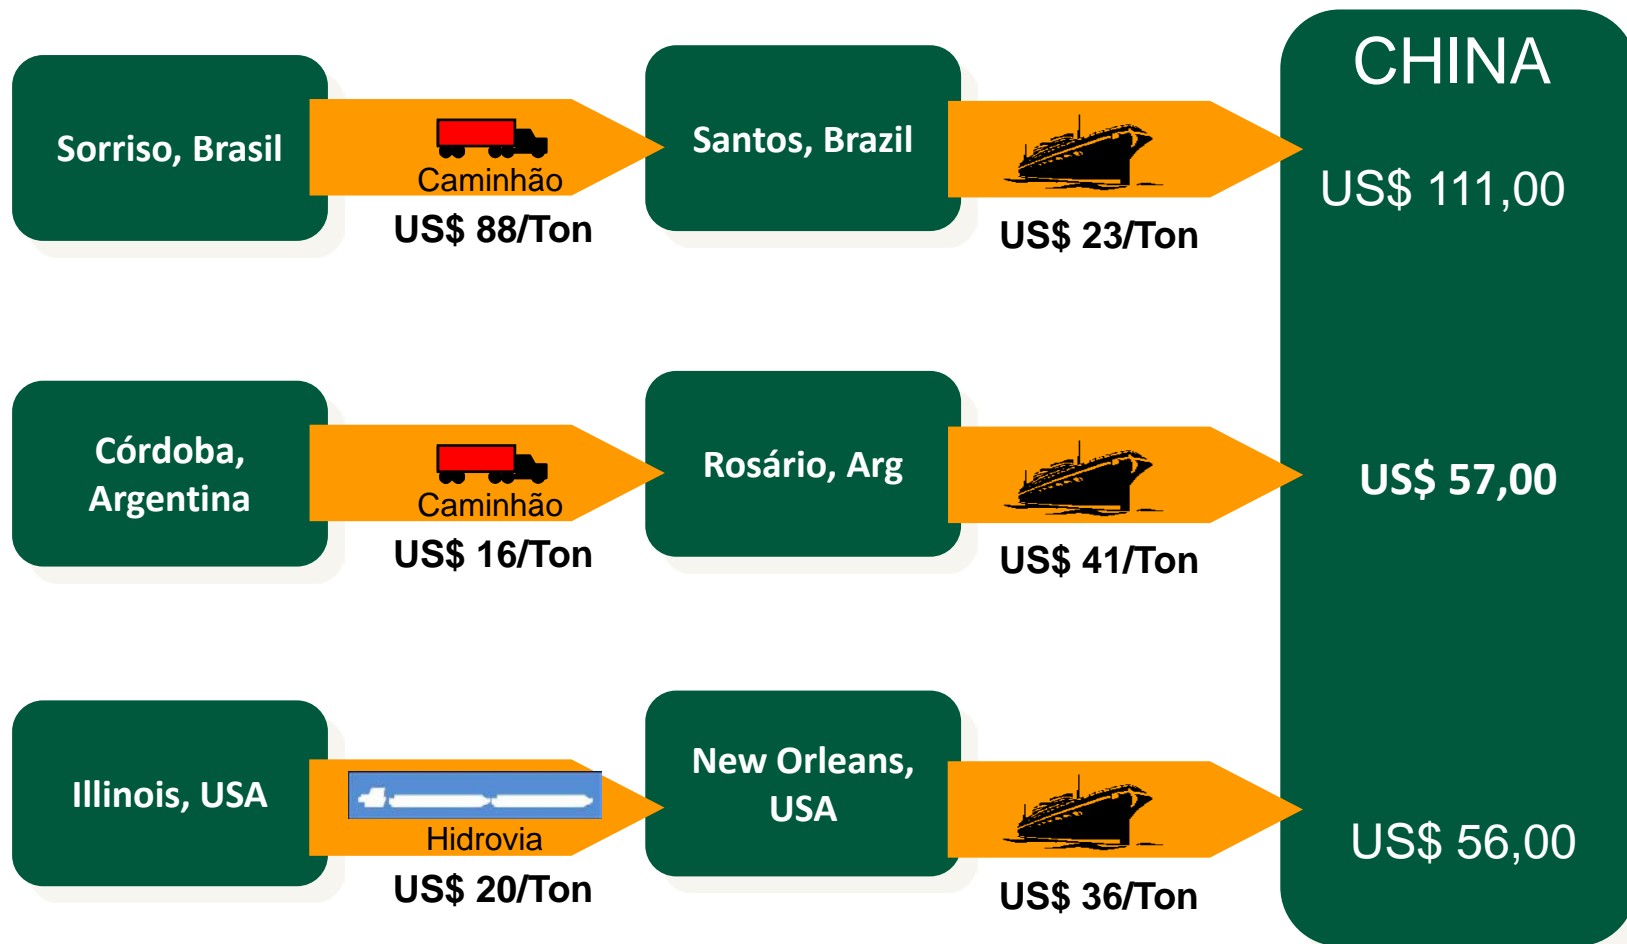 CHINA
Sorriso, Brasil
Caminhão
US$ 88/Ton
Santos, Brazil
US$ 23/Ton
US$ 111,00
Córdoba,
Argentina
Caminhão
US$ 16/Ton
Rosário, Arg
US$ 41/Ton
US$ 57,00
Illinois, USA
Hidrovia
US$ 20/Ton
New Orleans,
USA
US$ 36/Ton
US$ 56,00